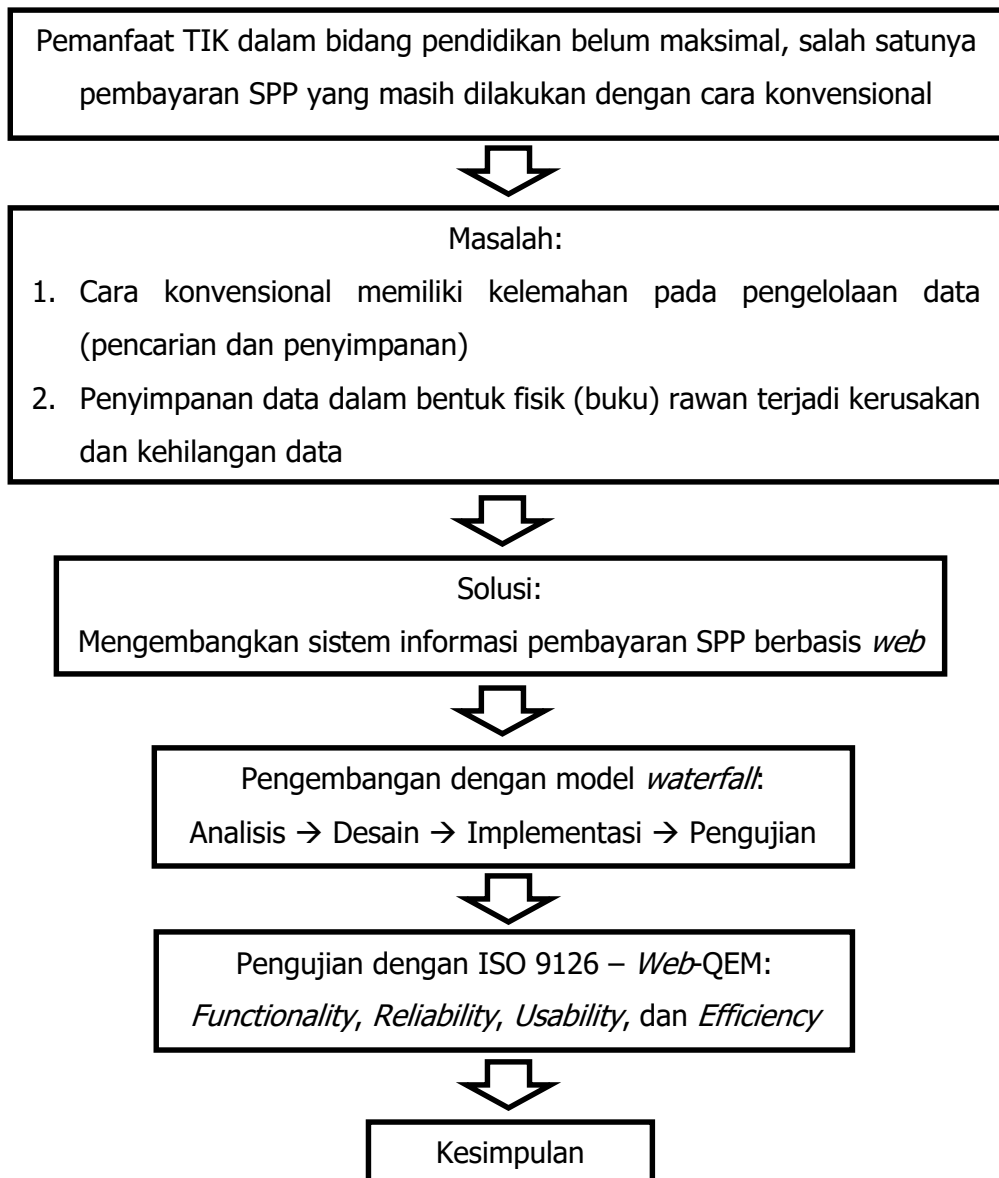 Pemanfaat TIK dalam bidang pendidikan belum maksimal, salah satunya
pembayaran SPP yang masih dilakukan dengan cara konvensional
Masalah:
1. Cara konvensional memiliki kelemahan pada pengelolaan data
(pencarian dan penyimpanan)
2. Penyimpanan data dalam bentuk fisik (buku) rawan terjadi kerusakan
dan kehilangan data
Solusi:
Mengembangkan sistem informasi pembayaran SPP berbasis web
Pengembangan dengan model waterfall:
Analisis → Desain → Implementasi → Pengujian
Pengujian dengan ISO 9126 – Web-QEM:
Functionality, Reliability, Usability, dan Efficiency
Kesimpulan